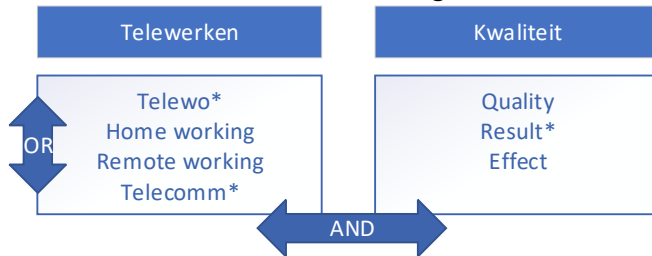 Telewerken
Kwaliteit
OR
Telewo*
Home working
Remote working
Telecomm*
Quality
Result*
Effect
AND